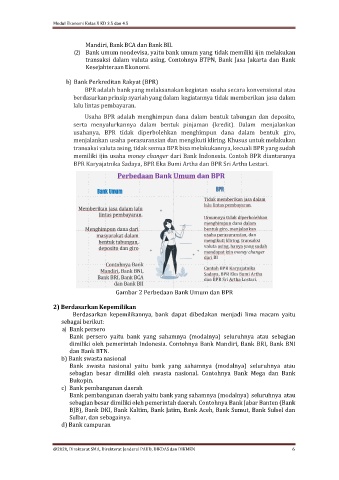 Modul Ekonomi Kelas X KD 3.5 dan 4.5
Mandiri, Bank BCA dan Bank BII.
(2) Bank umum nondevisa, yaitu bank umum yang tidak memiliki ijin melakukan
transaksi dalam valuta asing. Contohnya BTPN, Bank Jasa Jakarta dan Bank
Kesejahteraan Ekonomi.
b) Bank Perkreditan Rakyat (BPR)
BPR adalah bank yang melaksanakan kegiatan usaha secara konvensional atau
berdasarkan prinsip syariah yang dalam kegiatannya tidak memberikan jasa dalam
lalu lintas pembayaran.
Usaha BPR adalah menghimpun dana dalam bentuk tabungan dan deposito,
serta menyalurkannya dalam bentuk pinjaman (kredit). Dalam menjalankan
usahanya, BPR tidak diperbolehkan menghimpun dana dalam bentuk giro,
menjalankan usaha perasuransian dan mengikuti kliring. Khusus untuk melakukan
transaksi valuta asing, tidak semua BPR bisa melakukannya, kecuali BPR yang sudah
memiliki ijin usaha money changer dari Bank Indonesia. Contoh BPR diantaranya
BPR Karyajatnika Sadaya, BPR Eka Bumi Artha dan BPR Sri Artha Lestari.
Perbedaan Bank Umum dan BPR
Bank Umum
Memberikan jasa dalam lalu
lintas pembayaran.
Menghimpun dana dari
masyarakat dalam
bentuk tabungan,
deposito dan giro
Contohnya Bank
Mandiri, Bank BNI,
Bank BRI, Bank BCA
dan Bank BII
BPR
Tidak memberikan jasa dalam
lalu lintas pembayaran
Umumnya tidak diperbolehkan
menghimpun dana dalam
bentuk giro, menjalankan
usaha perasuransian, dan
mengikuti kliring, transaksi
valuta asing, hanya yang sudah
mendapat ijin money changer
dari BI
Contoh BPR Karyajatnika
Sadaya, BPR Eka Bumi Artha
dan BPR Sri Artha Lestari.
Gambar 2 Perbedaan Bank Umum dan BPR
2) Berdasarkan Kepemilikan
Berdasarkan kepemilikannya, bank dapat dibedakan menjadi lima macam yaitu
sebagai berikut:
a) Bank persero
Bank persero yaitu bank yang sahamnya (modalnya) seluruhnya atau sebagian
dimiliki oleh pemerintah Indonesia. Contohnya Bank Mandiri, Bank BRI, Bank BNI
dan Bank BTN.
b) Bank swasta nasional
Bank swasta nasional yaitu bank yang sahamnya (modalnya) seluruhnya atau
sebagian besar dimiliki oleh swasta nasional. Contohnya Bank Mega dan Bank
Bukopin.
c) Bank pembangunan daerah
Bank pembangunan daerah yaitu bank yang sahamnya (modalnya) seluruhnya atau
sebagian besar dimiliki oleh pemerintah daerah. Contohnya Bank Jabar Banten (Bank
BJB), Bank DKI, Bank Kaltim, Bank Jatim, Bank Aceh, Bank Sumut, Bank Sulsel dan
Sulbar, dan sebagainya.
d) Bank campuran
@2020, Direktorat SMA, Direktorat Jenderal PAUD, DIKDAS dan DIKMEN
6